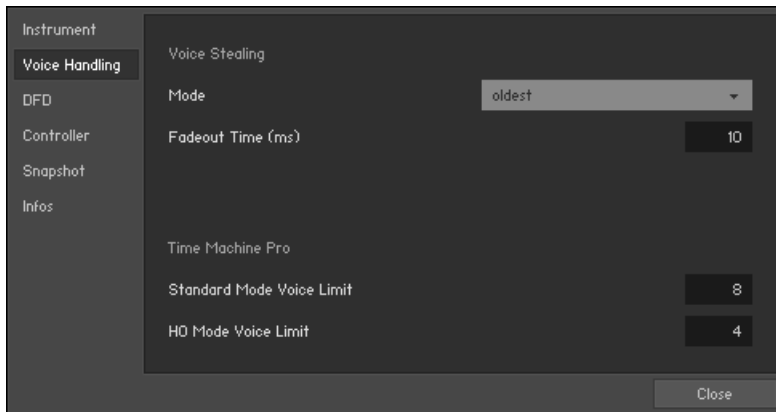 Instrument
Voice Handling
DFD
Controller
Snapshot
Infos
Voice Stealing
Mode
oldest
Fadeout Time (ms)
10
Time Machine Pro
Standard Mode Voice Limit
8
HQ Mode Voice Limit
4
Close